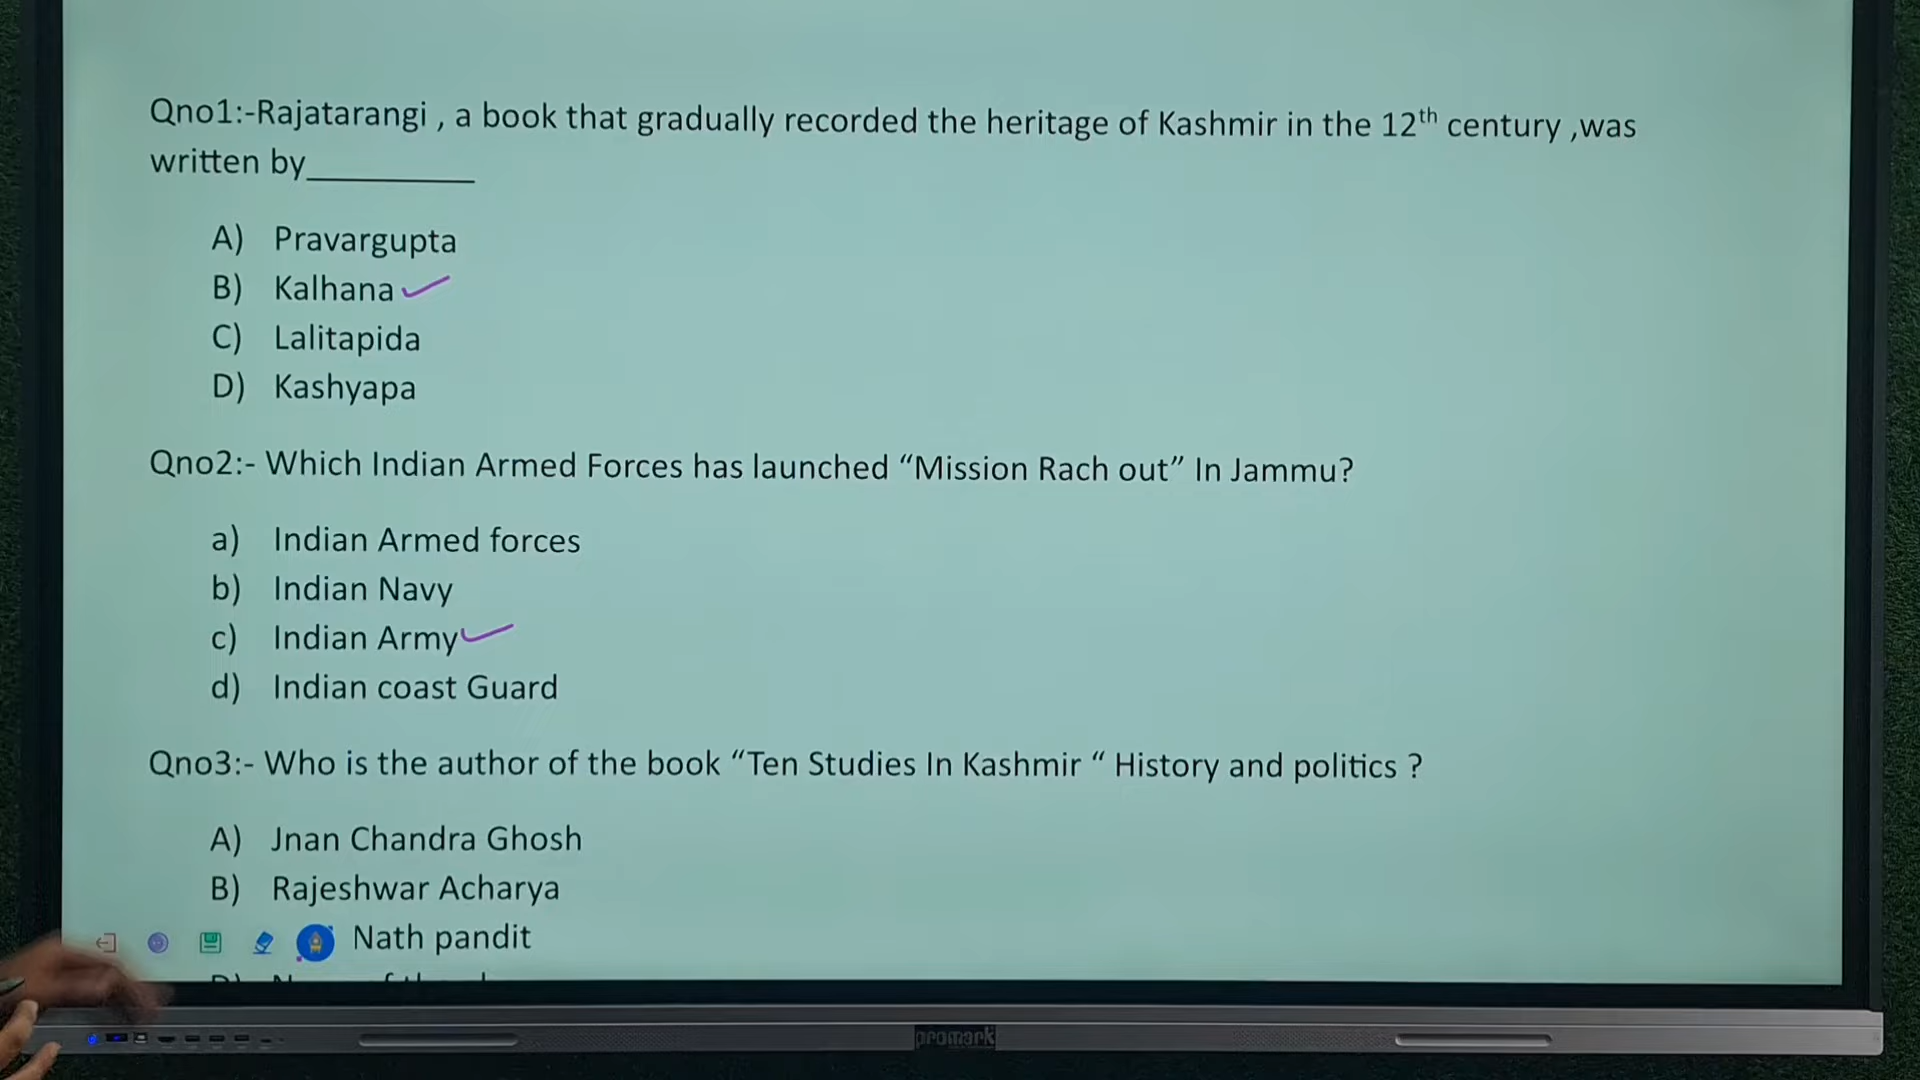 Qno1:-Rajatarangi , a book that gradually recorded the heritage of Kashmir in the 12th century ,was
written by__________
A) Pravargupta
B) Kalhana
C) Lalitapida
D) Kashyapa
Qno2:- Which Indian Armed Forces has launched “Mission Rach out” In Jammu?
a) Indian Armed forces
b) Indian Navy
c) Indian Army
d) Indian coast Guard
Qno3:- Who is the author of the book “Ten Studies In Kashmir “ History and politics ?
A) Jnan Chandra Ghosh
B) Rajeshwar Acharya
Nath pandit
promark